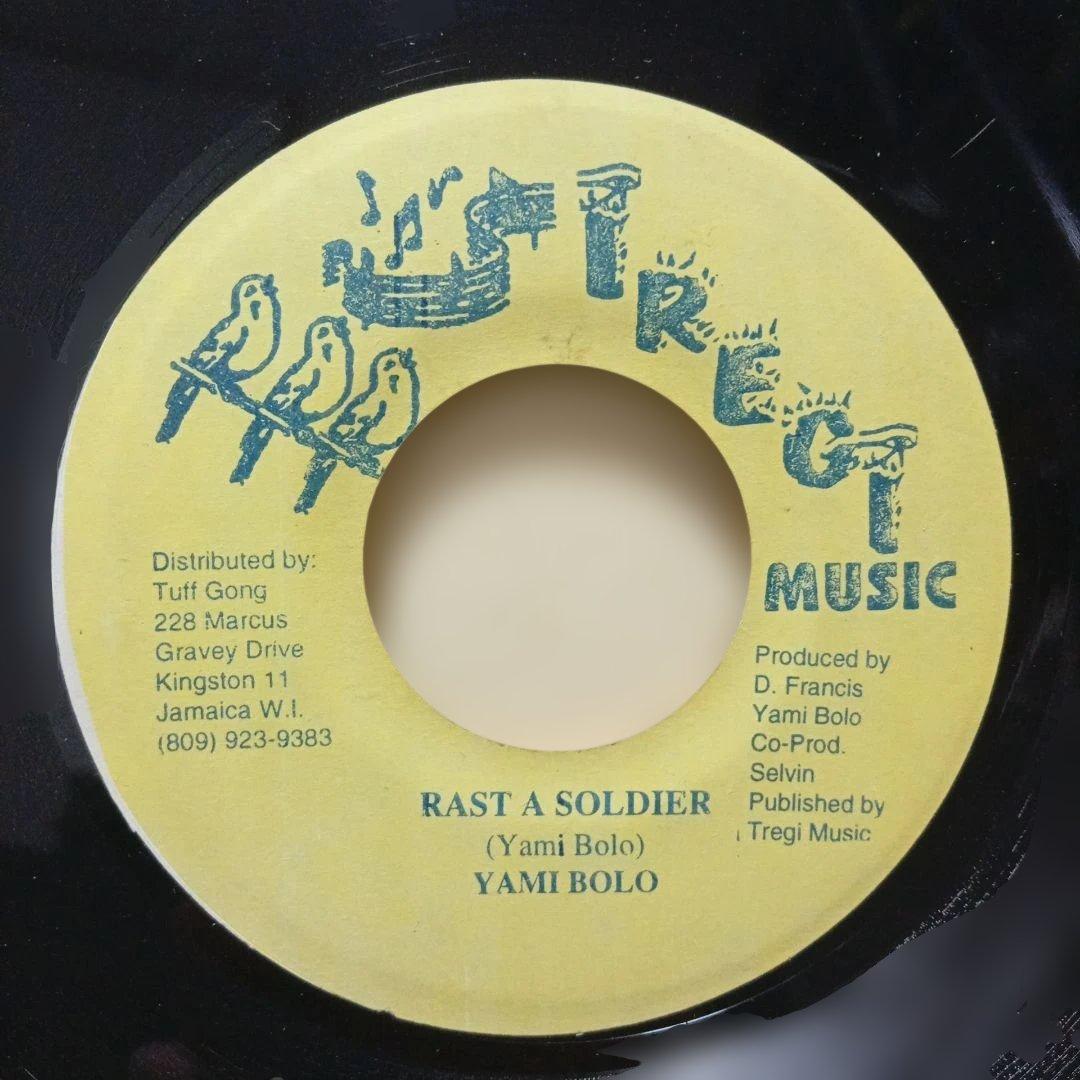 TREGI
MUSIC
Distributed by:
Tuff Gong
228 Marcus
Gravey Drive
Kingston 11
Jamaica W.I.
(809) 923-9383
Produced by
D. Francis
Yami Bolo
Co-Prod.
Selvin
Published by
Tregi Music
RAST A SOLDIER
(Yami Bolo)
YAMI BOLO